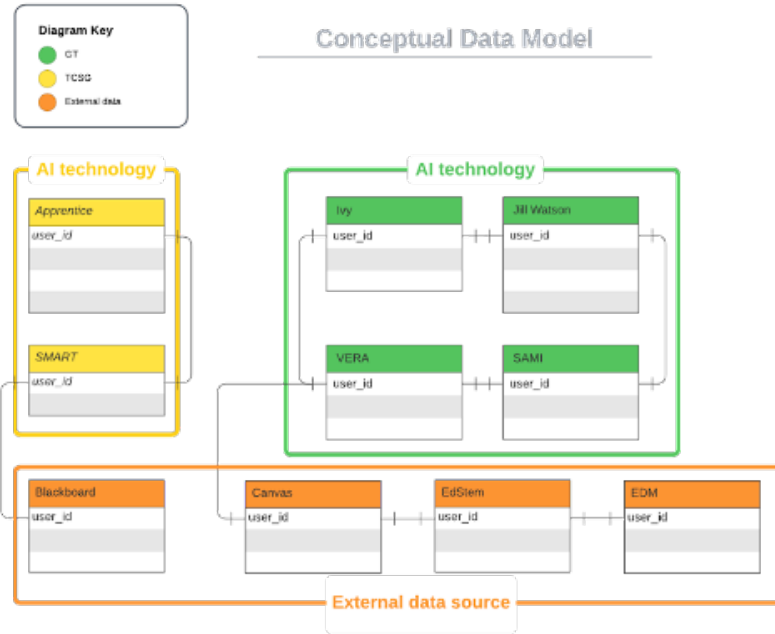 Diagram Key
GT
TCSG
External data
Conceptual Data Model
AI technology
AI technology
Apprentice
user_id
Ivy
user_id
Jill Watson
user_id
SMART
user_id
VERA
user_id
SAMI
user_id
Blackboard
user_id
Canvas
user_id
EdStem
user_id
EDM
user_id
External data source